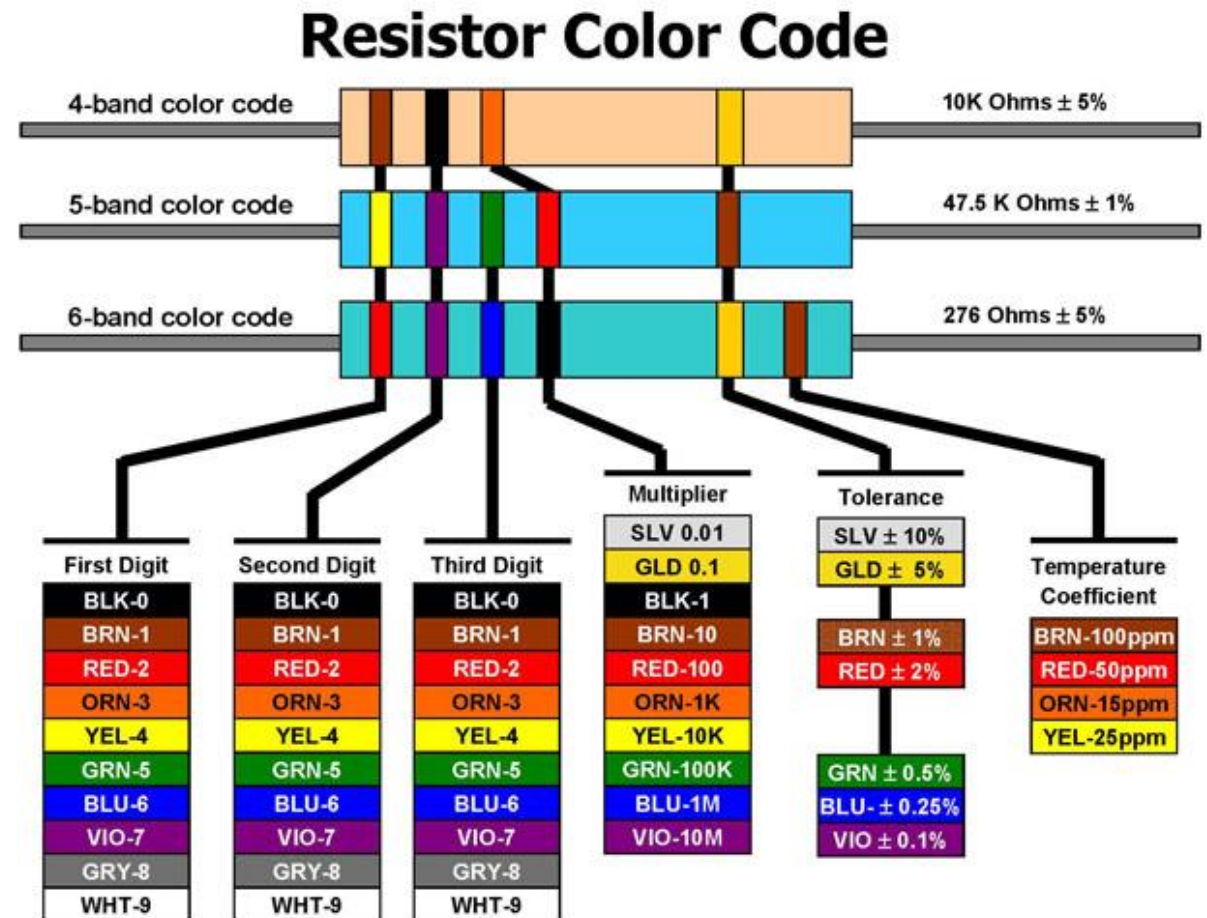 Resistor Color Code
4-band color code
10K Ohms ± 5%
5-band color code
47.5 K Ohms ± 1%
6-band color code
276 Ohms ± 5%
First Digit
BLK-0
BRN-1
RED-2
ORN-3
YEL-4
GRN-5
BLU-6
VIO-7
GRY-8
WHT-9
Second Digit
BLK-0
BRN-1
RED-2
ORN-3
YEL-4
GRN-5
BLU-6
VIO-7
GRY-8
WHT-9
Third Digit
BLK-0
BRN-1
RED-2
ORN-3
YEL-4
GRN-5
BLU-6
VIO-7
GRY-8
WHT-9
Multiplier
SLV 0.01
GLD 0.1
BLK-1
BRN-10
RED-100
ORN-1K
YEL-10K
GRN-100K
BLU-1M
VIO-10M
Tolerance
SLV ± 10%
GLD ± 5%
BRN ± 1%
RED ± 2%
GRN ± 0.5%
BLU- ± 0.25%
VIO ± 0.1%
Temperature
Coefficient
BRN-100ppm
RED-50ppm
ORN-15ppm
YEL-25ppm